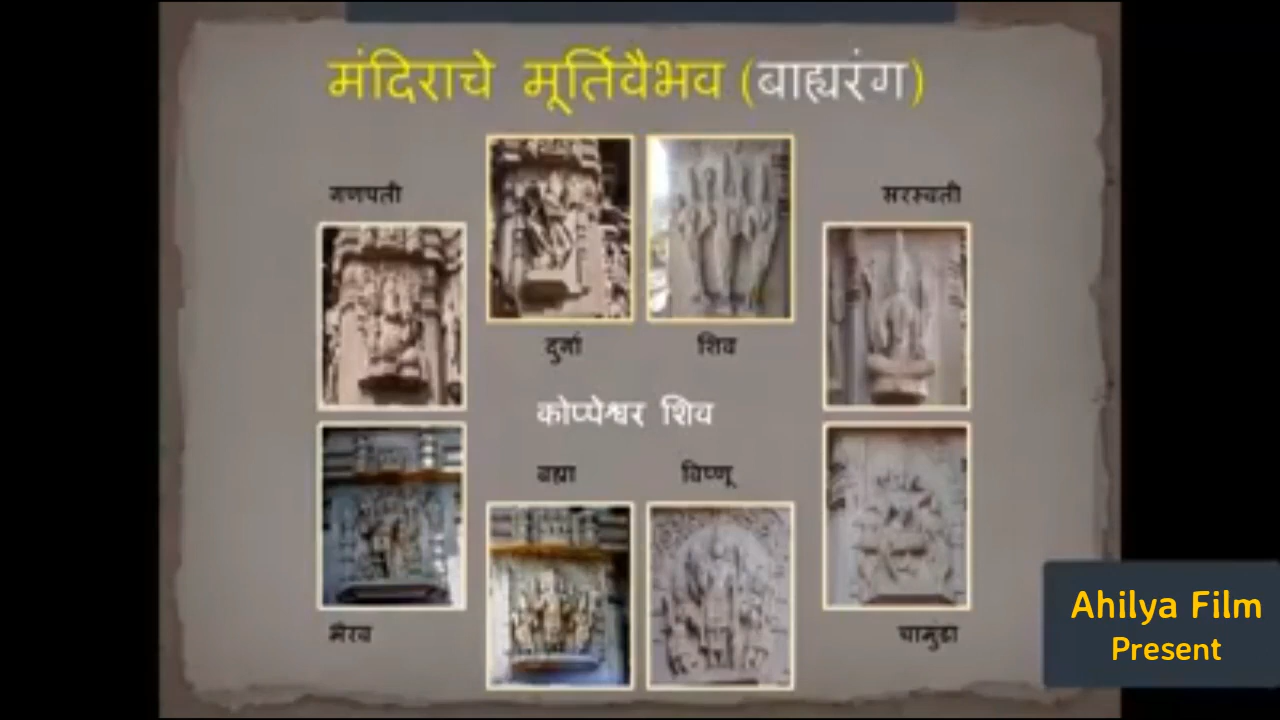 मंदिराचे मूर्तिवैभव (बाह्यरंग)
गणपती
सरस्वती
दुर्गा
शिव
कोप्पेश्वर शिव
ब्रह्मा
विष्णू
भैरव
चामुंडा
Ahilya Film
Present